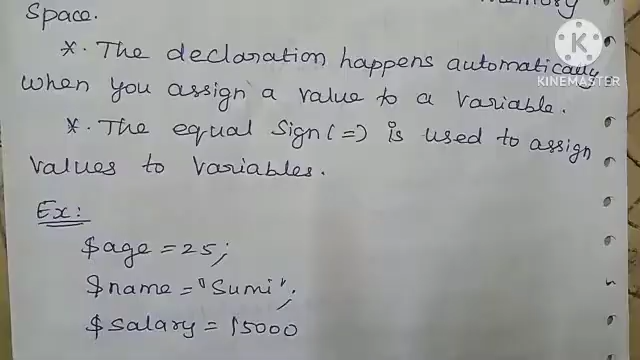 Memory
Space.
*. The declaration happens automatically
when you assign a value to a variable.
*. The equal Sign (=) is used to assign
values to variables.
Ex:
$age = 25;
$name = "Sumi";
$salary = 15000
KINEMASTER